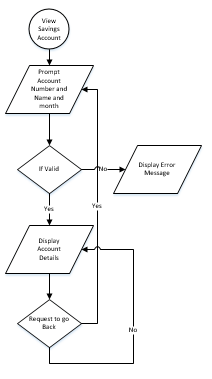 View
Savings
Account
Prompt
Account
Number and
Name and
month
If Valid
No
Display Error
Message
Yes
Yes
Display
Account
Details
Request to go
Back
No